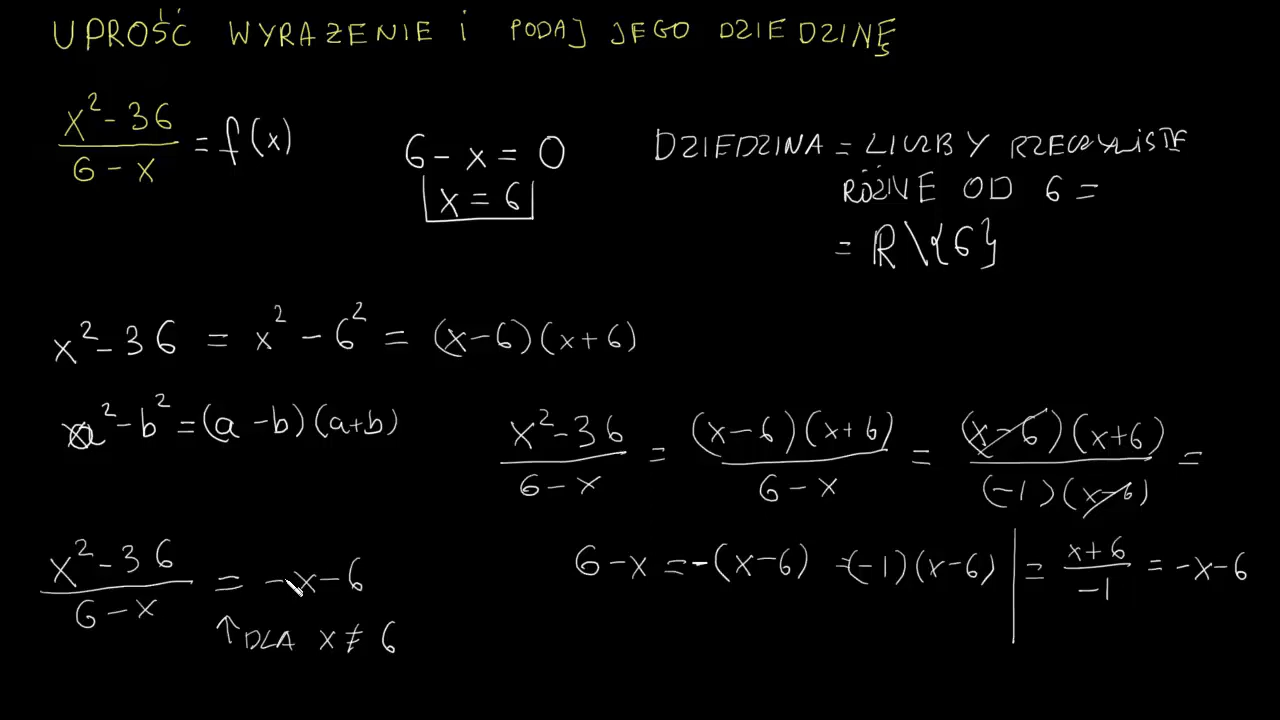 UPROŚĆ WYRAŻENIE I PODAJ JEGO DZIEDZINĘ
x² - 36 / 6 - x = f(x)
6 - x = 0
x = 6
DZIEDZINA = LICZBY RZECZYWISTE
RÓŻNE OD 6 =
= ℝ \ {6}
x² - 36 = x² - 6² = (x - 6)(x + 6)
a² - b² = (a - b)(a + b)
x² - 36 / 6 - x = (x - 6)(x + 6) / 6 - x = (x - 6)(x + 6) / (-1)(x - 6) =
6 - x = -(x - 6) = (-1)(x - 6) | = x + 6 / -1 = -x - 6
x² - 36 / 6 - x = -x - 6
↑ DLA x ≠ 6